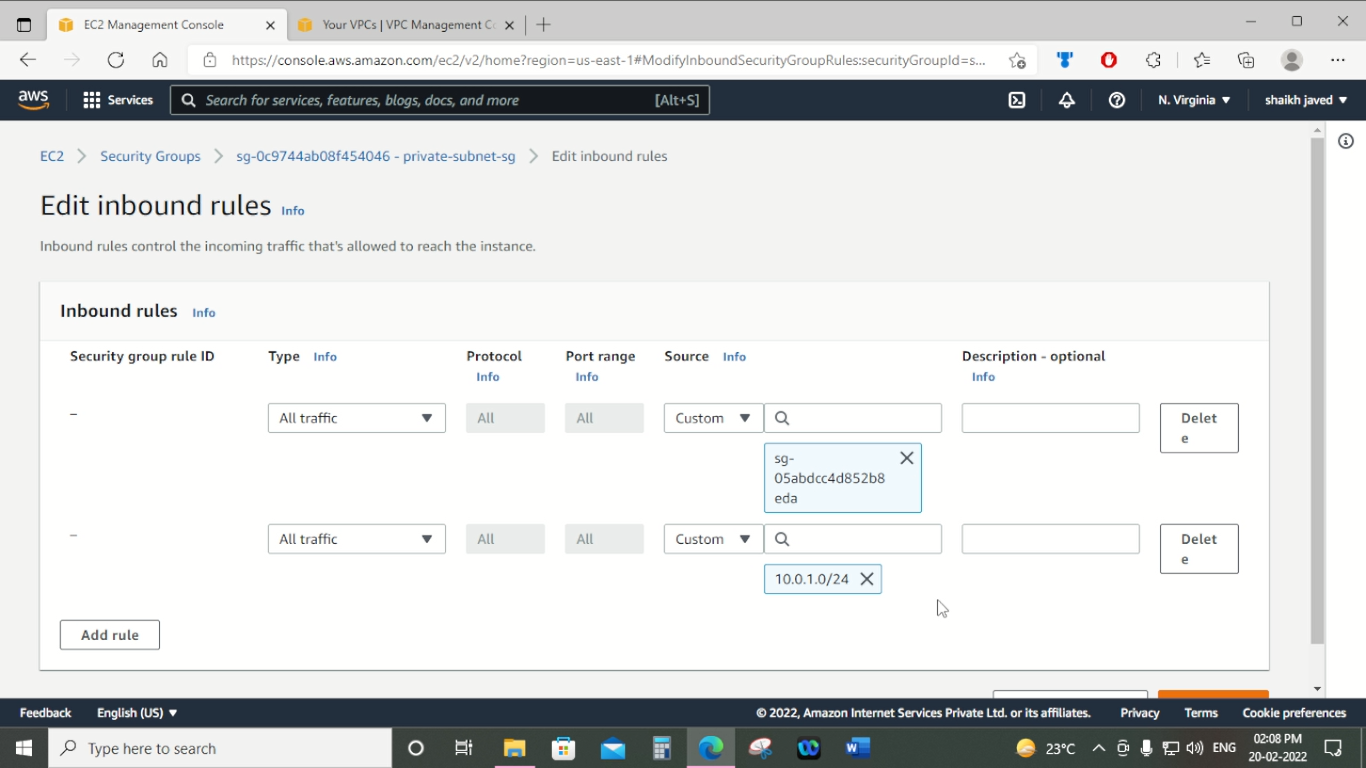 EC2 Management Console
Your VPCs | VPC Management Co
https://console.aws.amazon.com/ec2/v2/home?region=us-east-1#ModifyInboundSecurityGroupRules:securityGroupId=s...
aws
Services
Search for services, features, blogs, docs, and more
[Alt+S]
N. Virginia
shaikh javed
EC2 > Security Groups > sg-0c9744ab08f454046 - private-subnet-sg > Edit inbound rules
Edit inbound rules Info
Inbound rules control the incoming traffic that's allowed to reach the instance.
Inbound rules Info
Security group rule ID
Type Info
Protocol
Info
Port range
Info
Source Info
Description - optional
Info
–
All traffic
All
All
Custom
sg-
05abdcc4d852b8
eda
Delet
e
–
All traffic
All
All
Custom
10.0.1.0/24
Delet
e
Add rule
Feedback
English (US)
© 2022, Amazon Internet Services Private Ltd. or its affiliates.
Privacy
Terms
Cookie preferences
Type here to search
23°C
ENG
02:08 PM
20-02-2022